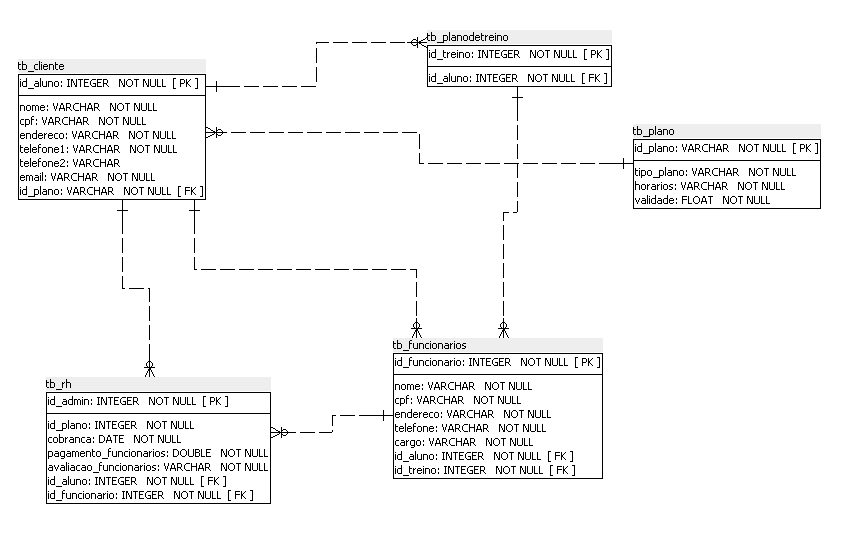 tb_cliente
id_aluno: INTEGER NOT NULL [ PK ]
nome: VARCHAR NOT NULL
cpf: VARCHAR NOT NULL
endereco: VARCHAR NOT NULL
telefone1: VARCHAR NOT NULL
telefone2: VARCHAR
email: VARCHAR NOT NULL
id_plano: VARCHAR NOT NULL [ FK ]
tb_planodetreino
id_treino: INTEGER NOT NULL [ PK ]
id_aluno: INTEGER NOT NULL [ FK ]
tb_plano
id_plano: VARCHAR NOT NULL [ PK ]
tipo_plano: VARCHAR NOT NULL
horarios: VARCHAR NOT NULL
validade: FLOAT NOT NULL
tb_rh
id_admin: INTEGER NOT NULL [ PK ]
id_plano: INTEGER NOT NULL
cobranca: DATE NOT NULL
pagamento_funcionarios: DOUBLE NOT NULL
avaliacao_funcionarios: VARCHAR NOT NULL
id_aluno: INTEGER NOT NULL [ FK ]
id_funcionario: INTEGER NOT NULL [ FK ]
tb_funcionarios
id_funcionario: INTEGER NOT NULL [ PK ]
nome: VARCHAR NOT NULL
cpf: VARCHAR NOT NULL
endereco: VARCHAR NOT NULL
telefone: VARCHAR NOT NULL
cargo: VARCHAR NOT NULL
id_aluno: INTEGER NOT NULL [ FK ]
id_treino: INTEGER NOT NULL [ FK ]